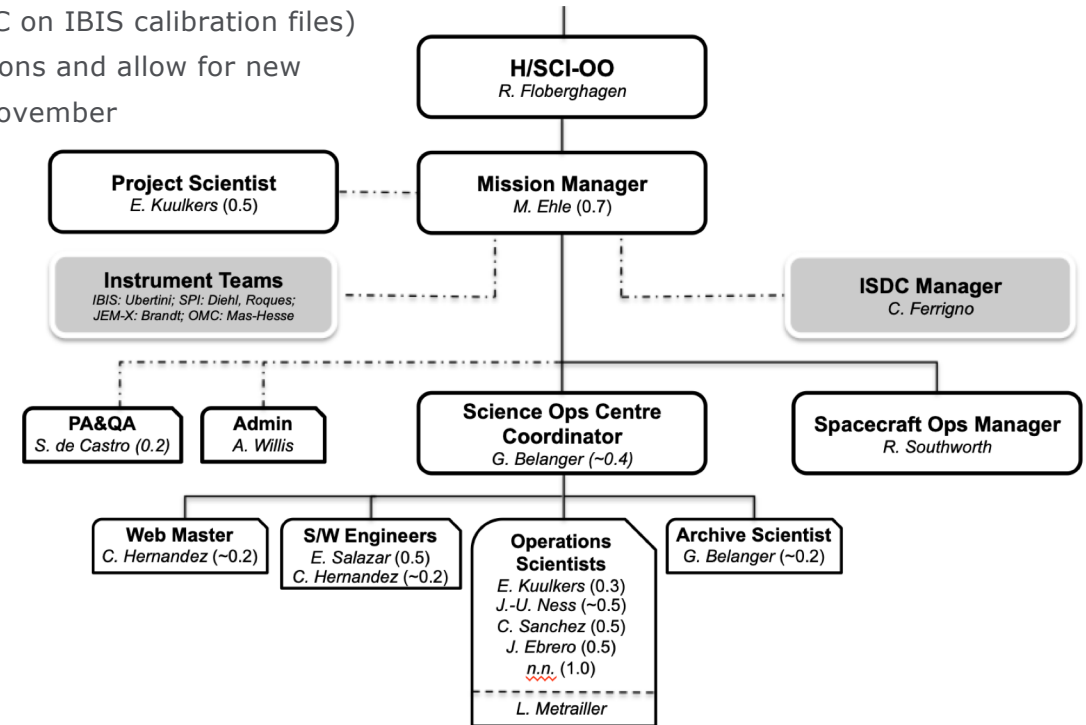 C on IBIS calibration files)
ons and allow for new
ovember
H/SCI-OO
R. Floberghagen
Project Scientist
E. Kuulkers (0.5)
Mission Manager
M. Ehle (0.7)
Instrument Teams
IBIS: Ubertini; SPI: Diehl, Roques;
JEM-X: Brandt; OMC: Mas-Hesse
ISDC Manager
C. Ferrigno
PA&QA
S. de Castro (0.2)
Admin
A. Willis
Science Ops Centre
Coordinator
G. Belanger (~0.4)
Spacecraft Ops Manager
R. Southworth
Web Master
C. Hernandez (~0.2)
S/W Engineers
E. Salazar (0.5)
C. Hernandez (~0.2)
Operations
Scientists
E. Kuulkers (0.3)
J.-U. Ness (~0.5)
C. Sanchez (0.5)
J. Ebrero (0.5)
n.n. (1.0)
L. Metrailler
Archive Scientist
G. Belanger (~0.2)